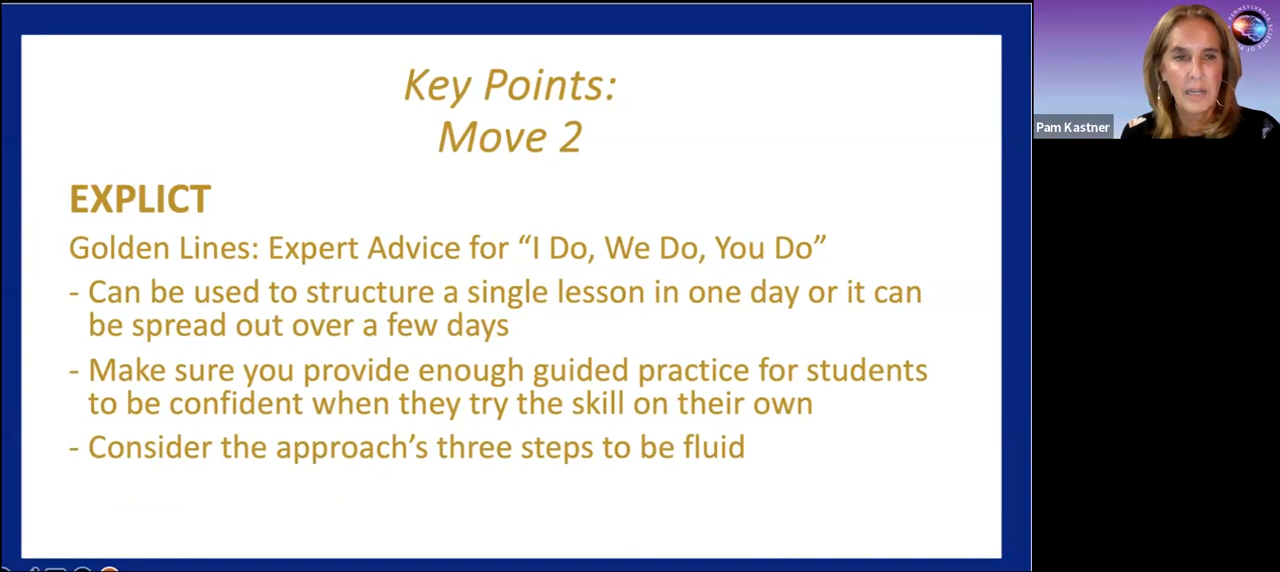 Key Points:
Move 2
EXPLICT
Golden Lines: Expert Advice for “I Do, We Do, You Do”
- Can be used to structure a single lesson in one day or it can
be spread out over a few days
- Make sure you provide enough guided practice for students
to be confident when they try the skill on their own
- Consider the approach’s three steps to be fluid
Pam Kastner
PENNSYLVANIA SCIENCE OF